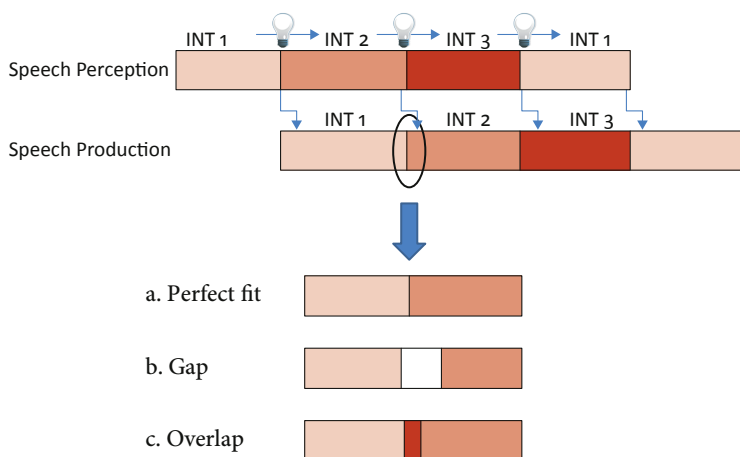 INT 1 INT 2 INT 3 INT 1
Speech Perception
INT 1 INT 2 INT 3
Speech Production
a. Perfect fit
b. Gap
c. Overlap